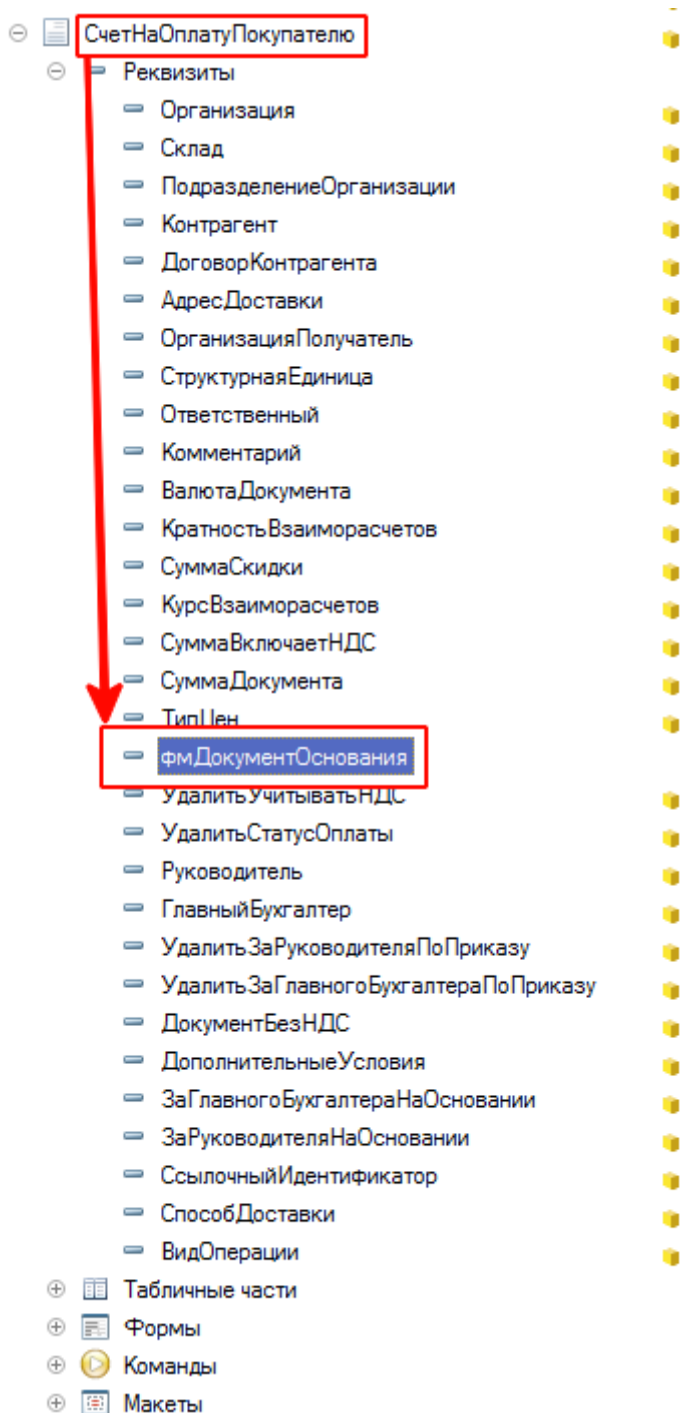 СчетНаОплатуПокупателю
Реквизиты
Организация
Склад
ПодразделениеОрганизации
Контрагент
ДоговорКонтрагента
АдресДоставки
ОрганизацияПолучатель
СтруктурнаяЕдиница
Ответственный
Комментарий
ВалютаДокумента
КратностьВзаиморасчетов
СуммаСкидки
КурсВзаиморасчетов
СуммаВключаетНДС
СуммаДокумента
ТипЦен
фмДокументОснования
УдалитьУчитыватьНДС
УдалитьСтатусОплаты
Руководитель
ГлавныйБухгалтер
УдалитьЗаРуководителяПоПриказу
УдалитьЗаГлавногоБухгалтераПоПриказу
ДокументБезНДС
ДополнительныеУсловия
ЗаГлавногоБухгалтераНаОсновании
ЗаРуководителяНаОсновании
СсылочныйИдентификатор
СпособДоставки
ВидОперации
Табличные части
Формы
Команды
Макеты